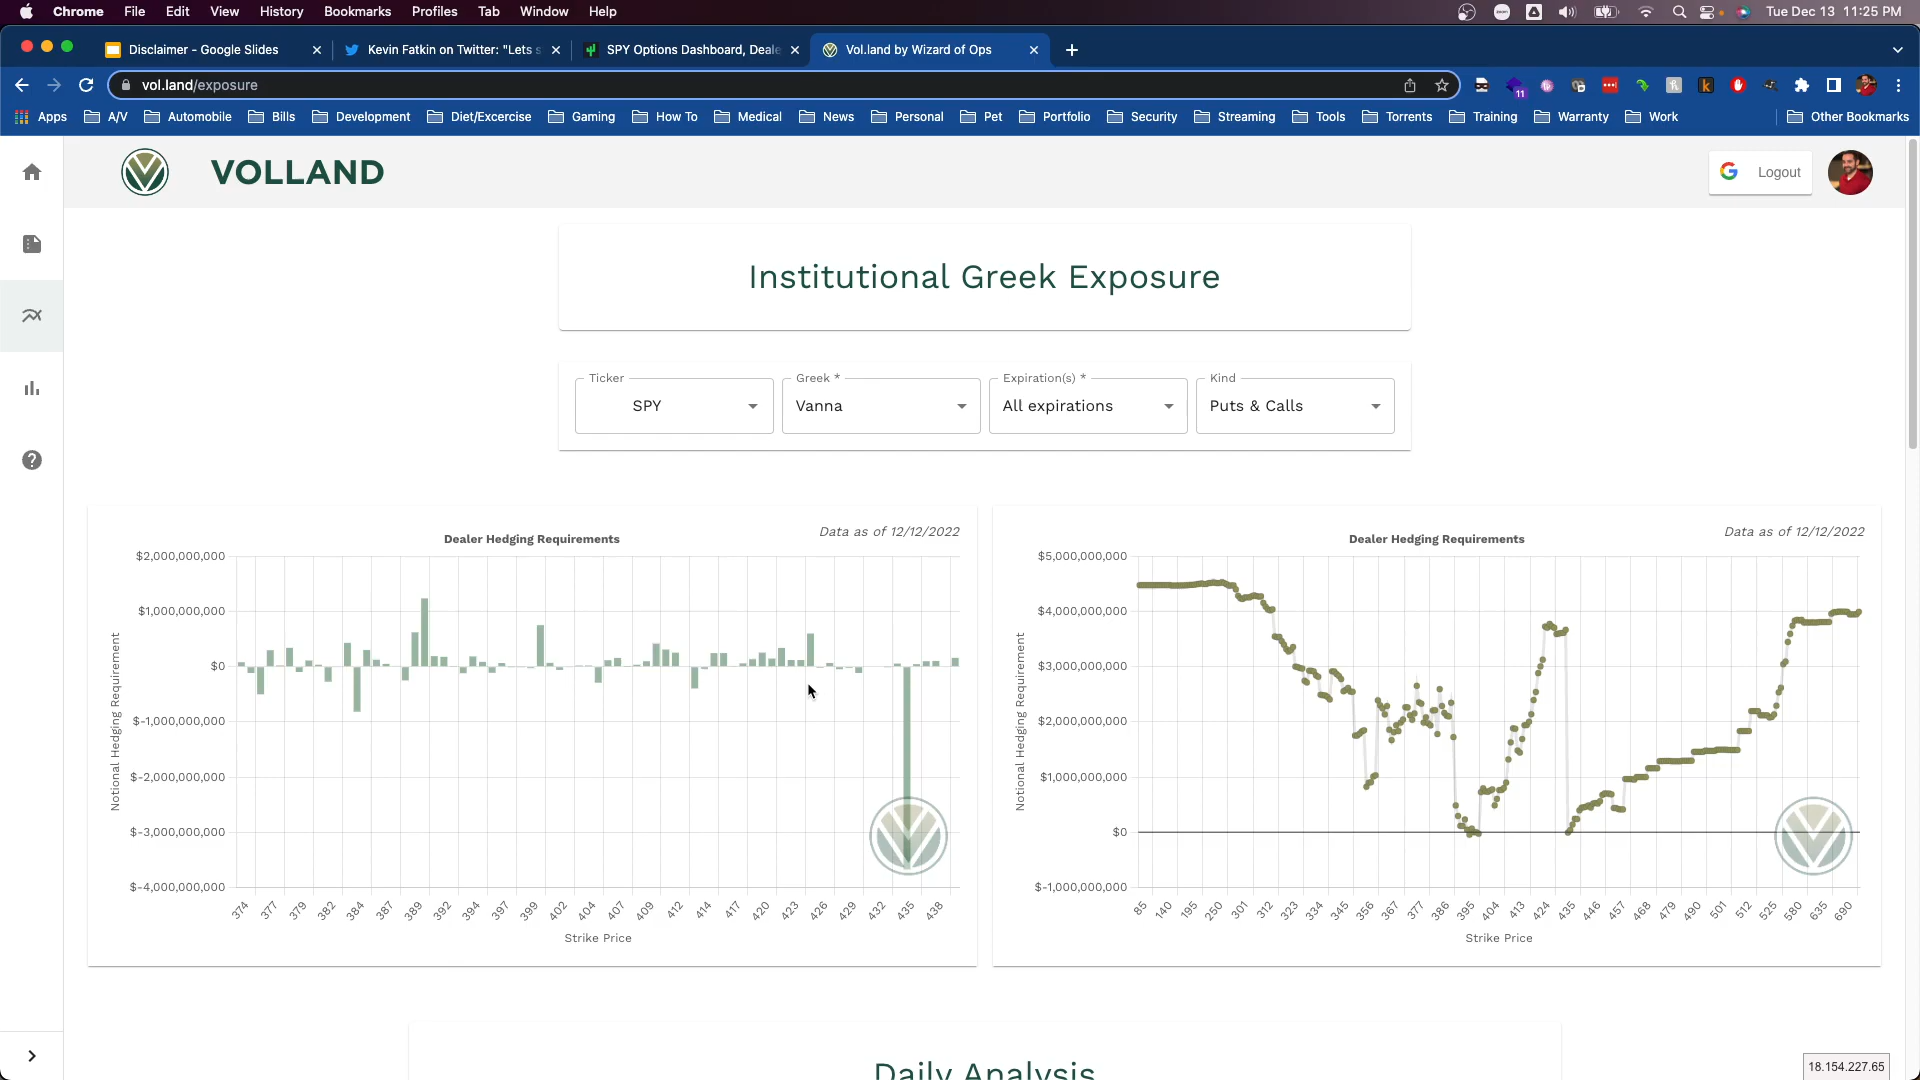 Chrome File Edit View History Bookmarks Profiles Tab Window Help
zoom
Tue Dec 13 11:25 PM
Disclaimer - Google Slides
Kevin Fatkin on Twitter: "Lets s
SPY Options Dashboard, Deale
Vol.land by Wizard of Ops
vol.land/exposure
11
Apps A/V Automobile Bills Development Diet/Excercise Gaming How To Medical News Personal Pet Portfolio Security Streaming Tools Torrents Training Warranty Work Other Bookmarks
VOLLAND
Logout
Institutional Greek Exposure
Ticker Greek * Expiration(s) * Kind
SPY Vanna All expirations Puts & Calls
Data as of 12/12/2022
Dealer Hedging Requirements
$2,000,000,000
$1,000,000,000
$0
$-1,000,000,000
$-2,000,000,000
$-3,000,000,000
$-4,000,000,000
Notional Hedging Requirement
374 377 379 382 384 387 389 392 394 397 399 402 404 407 409 412 414 417 420 423 426 429 432 435 438
Strike Price
Data as of 12/12/2022
Dealer Hedging Requirements
$5,000,000,000
$4,000,000,000
$3,000,000,000
$2,000,000,000
$1,000,000,000
$0
$-1,000,000,000
Notional Hedging Requirement
85 140 195 250 301 312 323 334 345 356 367 377 386 395 404 413 424 435 446 457 468 479 490 501 512 525 580 635 690
Strike Price
Daily Analysis
18.154.227.65